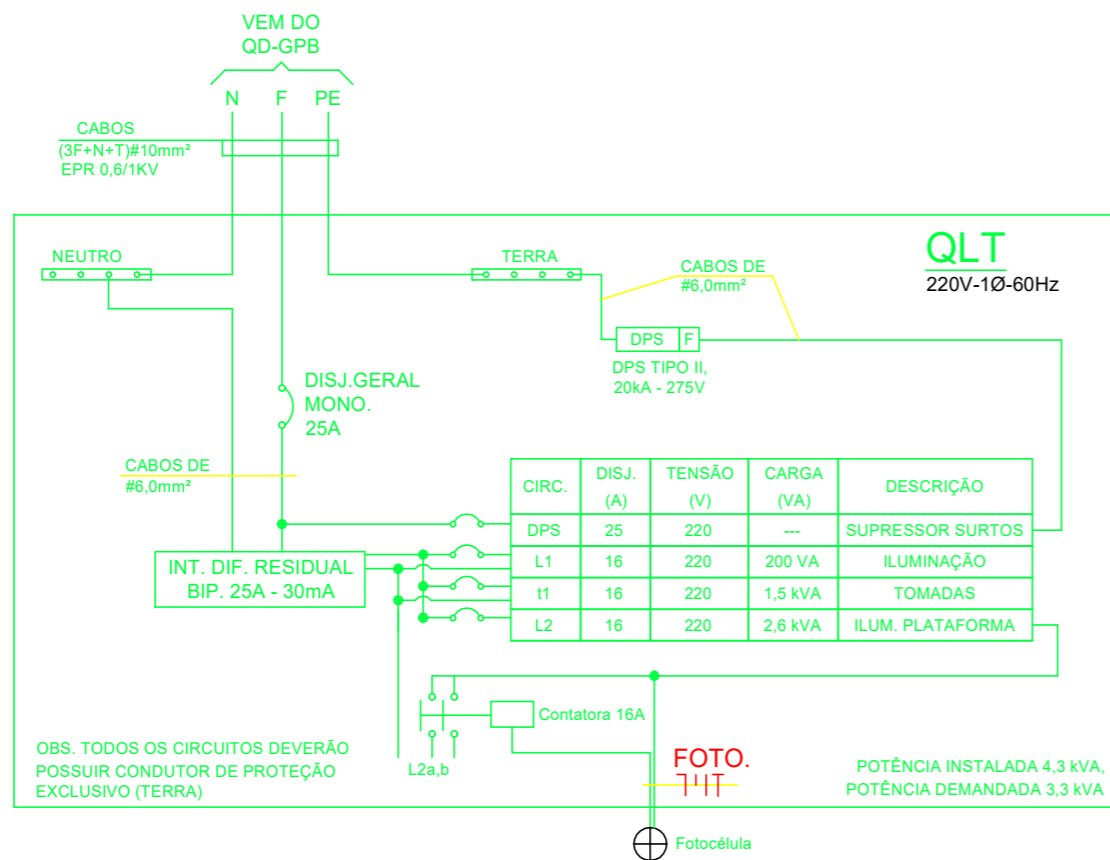 VEM DO
QD-GPB
N F PE
CABOS
(3F+N+T)#10mm²
EPR 0,6/1KV
NEUTRO
TERRA
CABOS DE
#6,0mm²
QLT
220V-1Ø-60Hz
DPS F
DPS TIPO II,
20kA - 275V
DISJ.GERAL
MONO.
25A
CABOS DE
#6,0mm²
INT. DIF. RESIDUAL
BIP. 25A - 30mA
CIRC. DISJ. (A) TENSÃO (V) CARGA (VA) DESCRIÇÃO
DPS 25 220 --- SUPRESSOR SURTOS
L1 16 220 200 VA ILUMINAÇÃO
t1 16 220 1,5 kVA TOMADAS
L2 16 220 2,6 kVA ILUM. PLATAFORMA
Contatora 16A
L2a,b
OBS. TODOS OS CIRCUITOS DEVERÃO
POSSUIR CONDUTOR DE PROTEÇÃO
EXCLUSIVO (TERRA)
FOTO.
POTÊNCIA INSTALADA 4,3 kVA,
POTÊNCIA DEMANDADA 3,3 kVA
Fotocélula